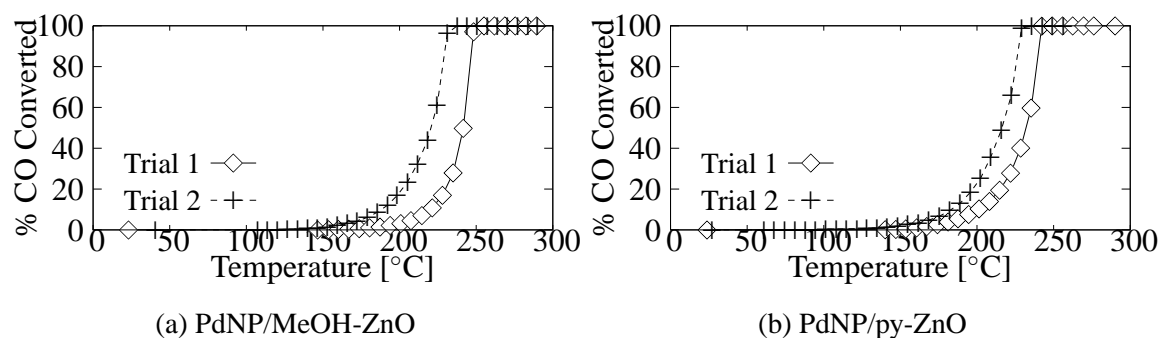 100
80
60
40
20
0
% CO Converted
Trial 1
Trial 2
0 50 100 150 200 250 300
Temperature [°C]
(a) PdNP/MeOH-ZnO
100
80
60
40
20
0
% CO Converted
Trial 1
Trial 2
0 50 100 150 200 250 300
Temperature [°C]
(b) PdNP/py-ZnO